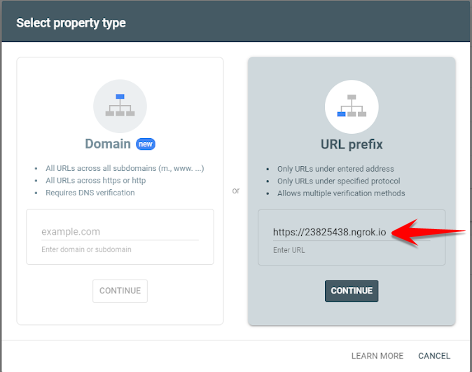 Select property type
Domain new
All URLs across all subdomains (m., www. ...)
All URLs across https or http
Requires DNS verification
example.com
Enter domain or subdomain
CONTINUE
or
URL prefix
Only URLs under entered address
Only URLs under specified protocol
Allows multiple verification methods
https://23825438.ngrok.io
Enter URL
CONTINUE
LEARN MORE CANCEL